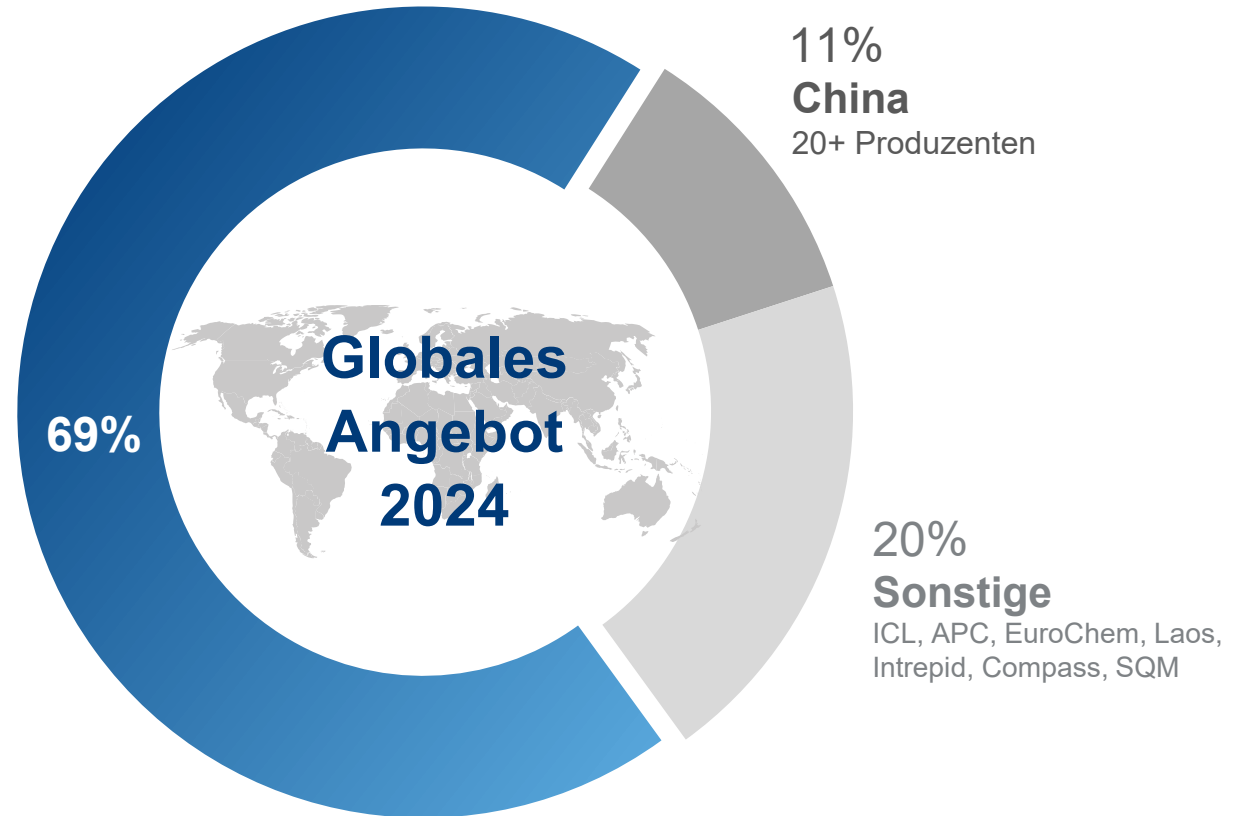 11%
China
20+ Produzenten
Globales
Angebot
2024
69%
20%
Sonstige
ICL, APC, EuroChem, Laos,
Intrepid, Compass, SQM